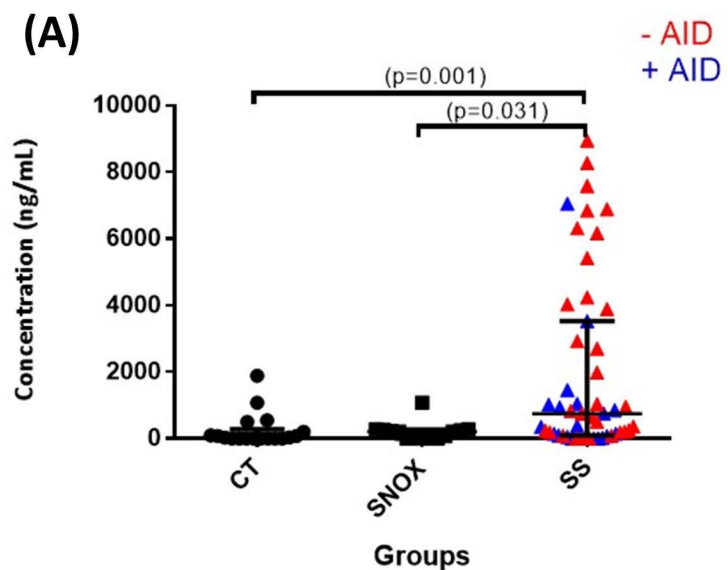 (A)
- AID
+ AID
(p=0.001)
(p=0.031)
Concentration (ng/mL)
10000
8000
6000
4000
2000
0
CT
SNOX
SS
Groups